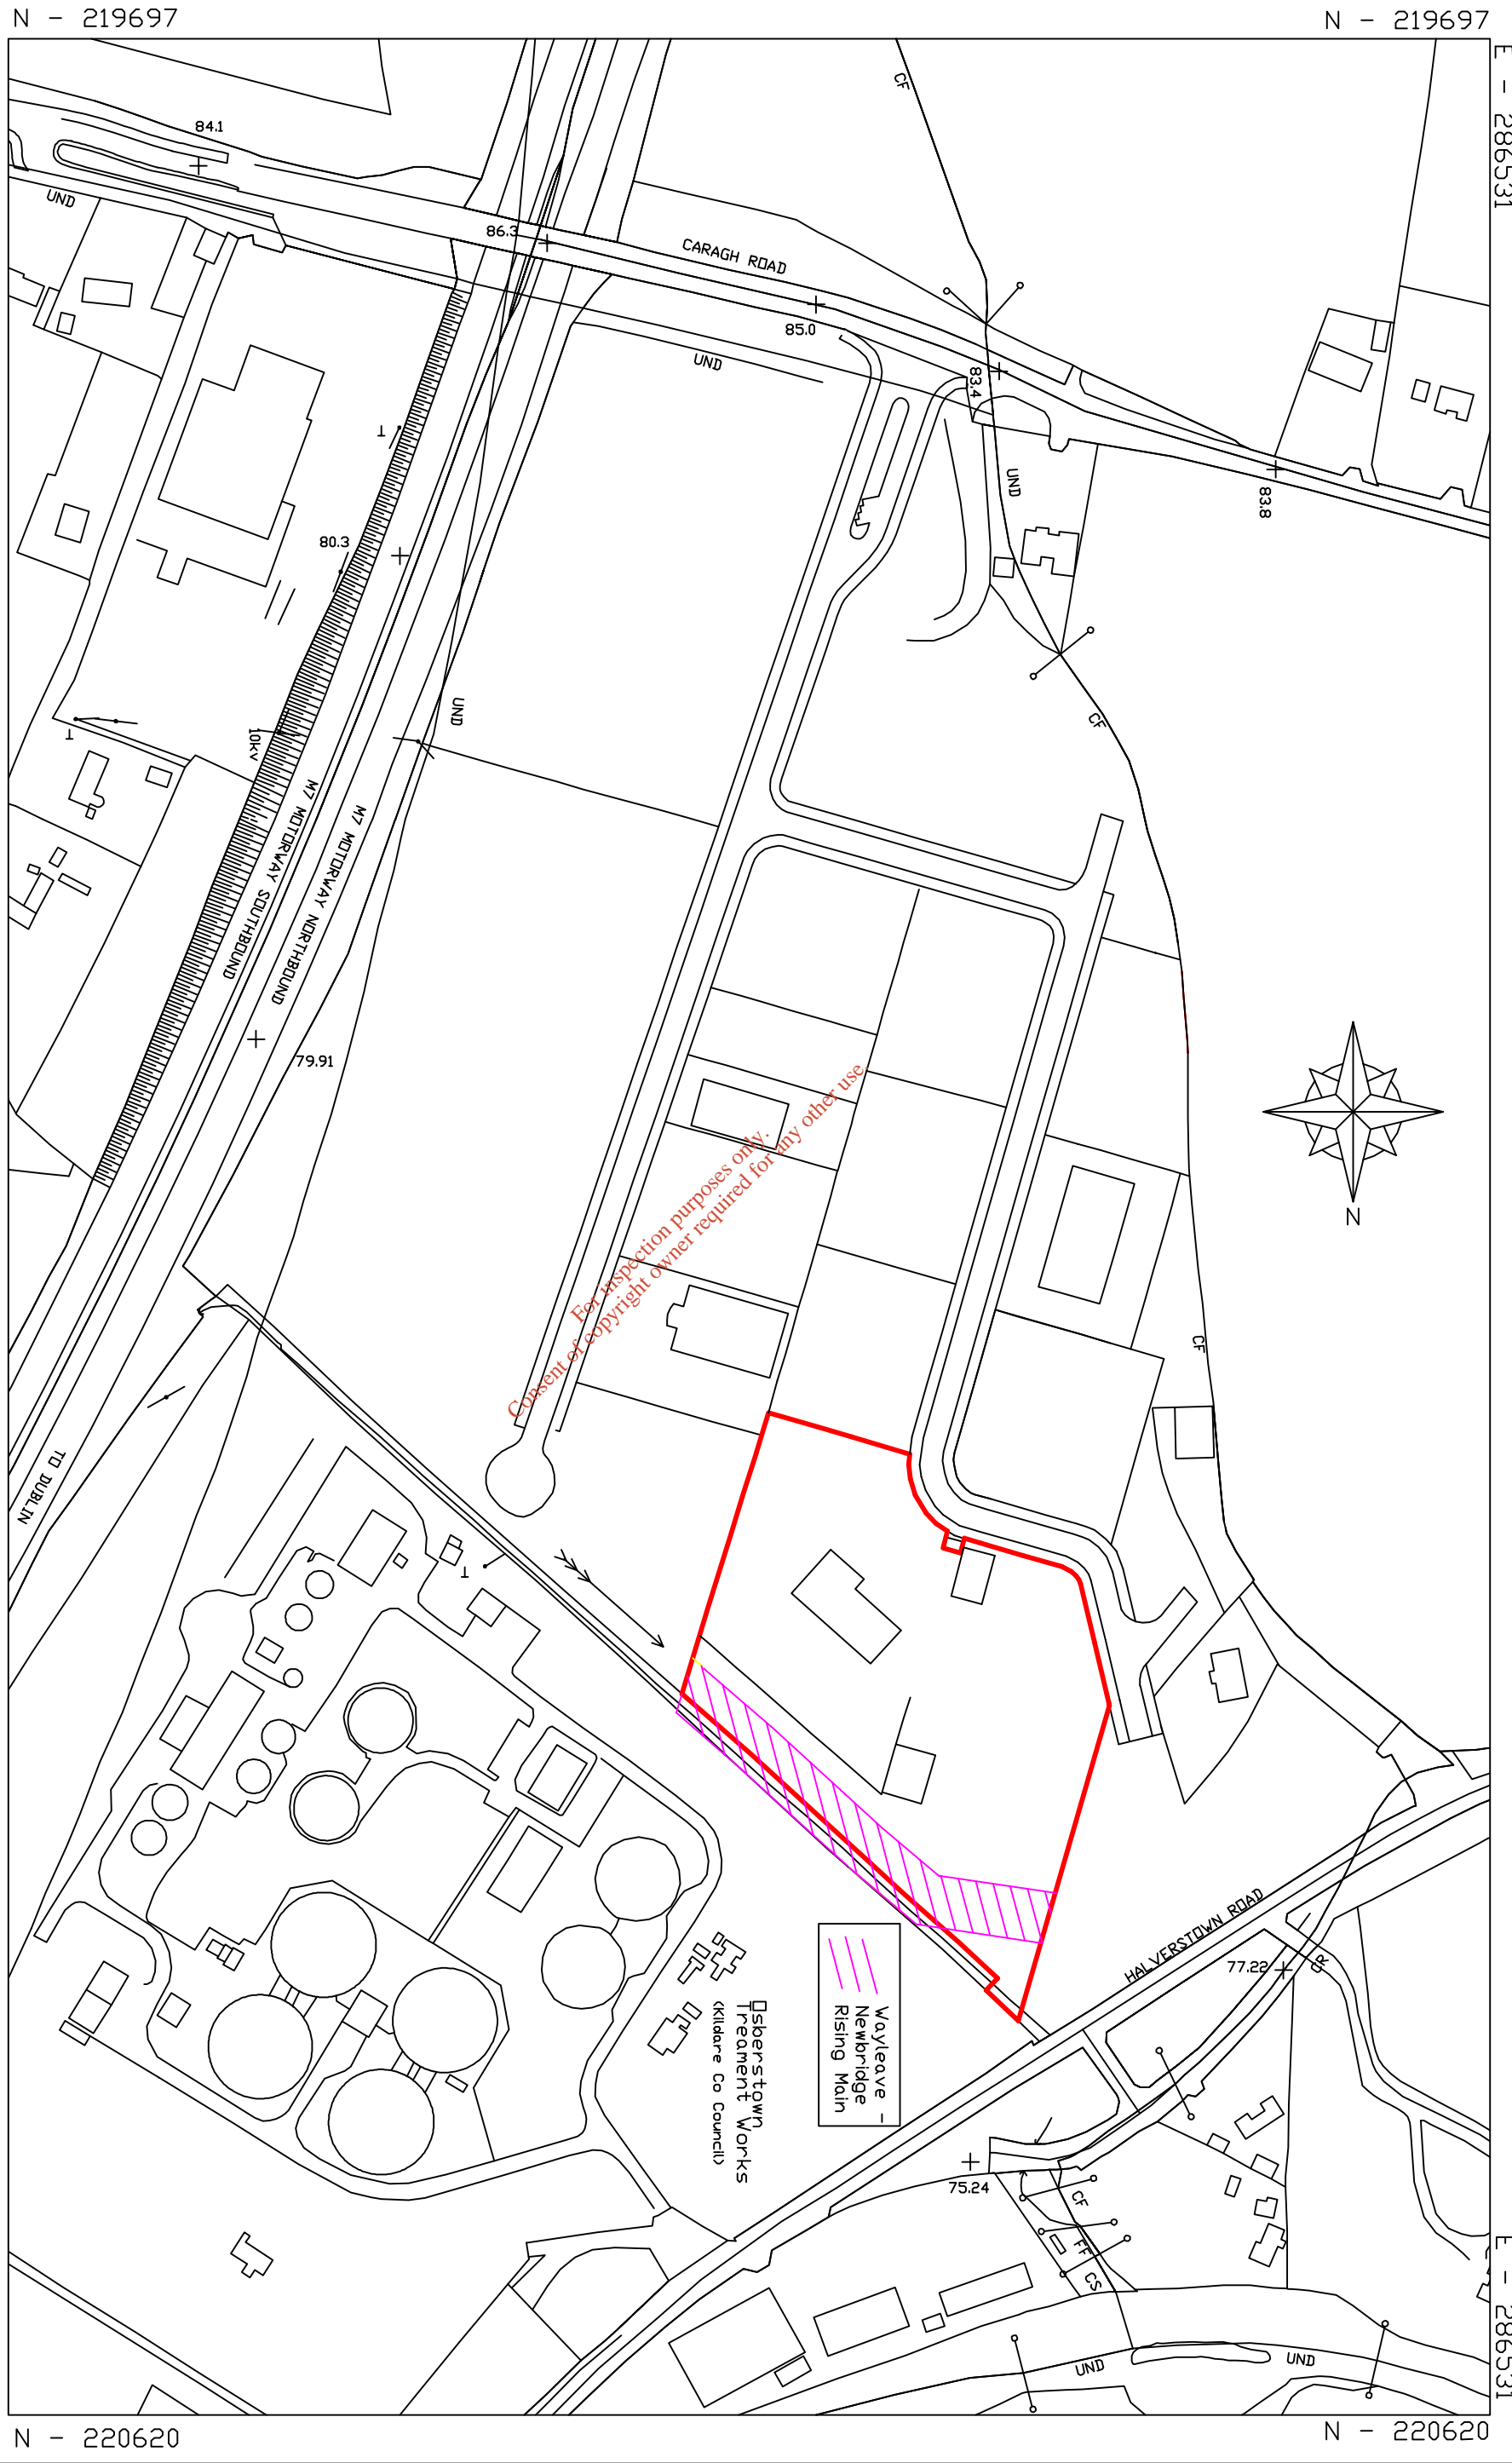 N - 219697
N - 219697
E - 286531
CF
84.1
UND
86.3
CARAGH ROAD
85.0
UND
83.4
UND
83.8
T
80.3
UND
CF
T
10kV
M7 MOTORWAY SOUTHBOUND
M7 MOTORWAY NORTHBOUND
79.91
For inspection purposes only.
Consent of copyright owner required for any other use.
N
CF
TO DUBLIN
T
HALVERSTOWN ROAD
77.22
CR
Wayleave -
Newbridge
Rising Main
Osberstown
Treament Works
(Kildare Co Council)
75.24
CF
FF
CS
UND
UND
E - 286531
N - 220620
N - 220620